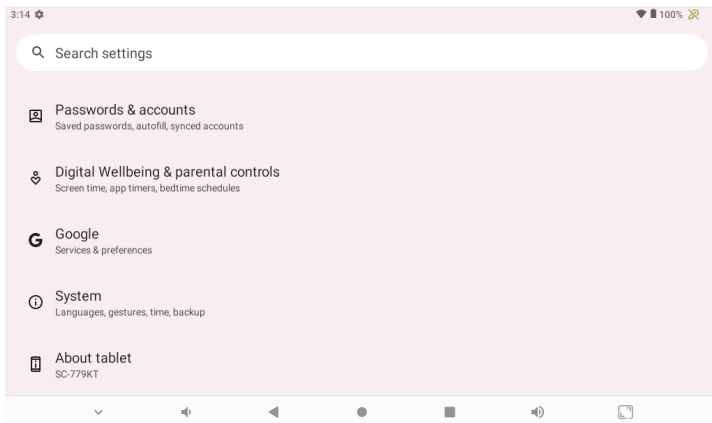 3:14
100%
Search settings
Passwords & accounts
Saved passwords, autofill, synced accounts
Digital Wellbeing & parental controls
Screen time, app timers, bedtime schedules
Google
Services & preferences
System
Languages, gestures, time, backup
About tablet
SC-779KT